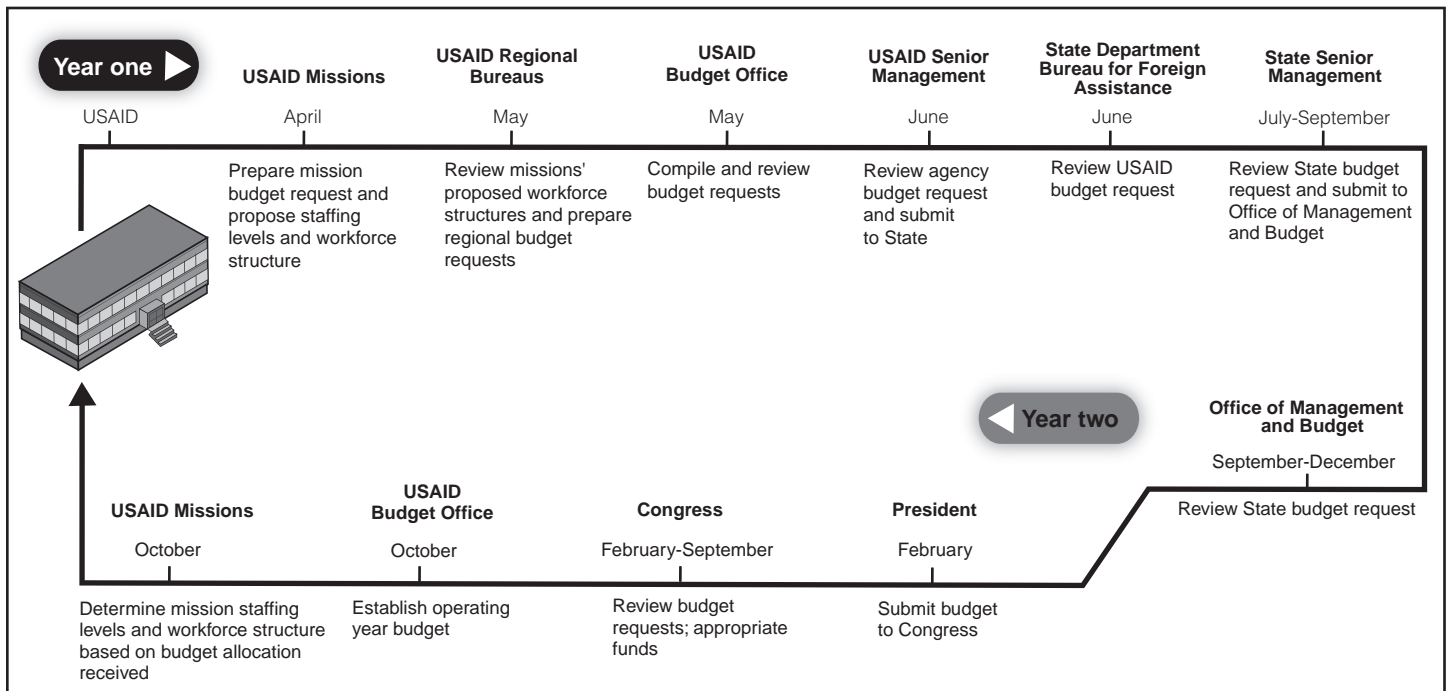 Year one
USAID
USAID Missions
April
Prepare mission
budget request and
propose staffing
levels and workforce
structure
USAID Regional
Bureaus
May
Review missions'
proposed workforce
structures and prepare
regional budget
requests
USAID
Budget Office
May
Compile and review
budget requests
USAID Senior
Management
June
Review agency
budget request
and submit
to State
State Department
Bureau for Foreign
Assistance
June
Review USAID
budget request
State Senior
Management
July-September
Review State budget
request and submit to
Office of Management
and Budget
Year two
Office of Management
and Budget
September-December
Review State budget request
President
February
Submit budget
to Congress
Congress
February-September
Review budget
requests; appropriate
funds
USAID
Budget Office
October
Establish operating
year budget
USAID Missions
October
Determine mission staffing
levels and workforce structure
based on budget allocation
received